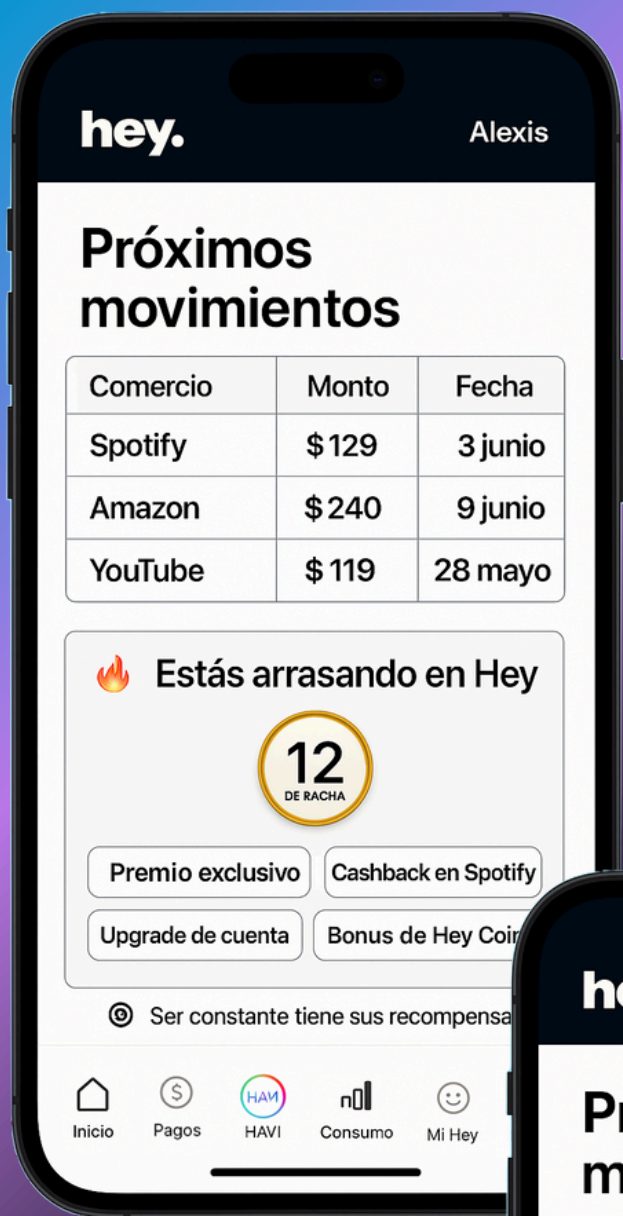 hey.
Alexis
Próximos
movimientos
Comercio Monto Fecha
Spotify $129 3 junio
Amazon $240 9 junio
YouTube $119 28 mayo
🔥 Estás arrasando en Hey
12
DE RACHA
Premio exclusivo Cashback en Spotify
Upgrade de cuenta Bonus de Hey
Ser constante tiene sus
HAVI
Inicio Pagos HAVI Consumo Mi Hey